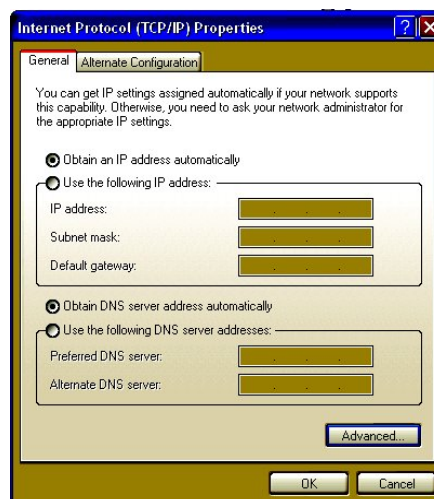 Internet Protocol (TCP/IP) Properties
General
Alternate Configuration
You can get IP settings assigned automatically if your network supports
this capability. Otherwise, you need to ask your network administrator for
the appropriate IP settings.
Obtain an IP address automatically
Use the following IP address:
IP address:
Subnet mask:
Default gateway:
Obtain DNS server address automatically
Use the following DNS server addresses:
Preferred DNS server:
Alternate DNS server:
Advanced...
OK
Cancel